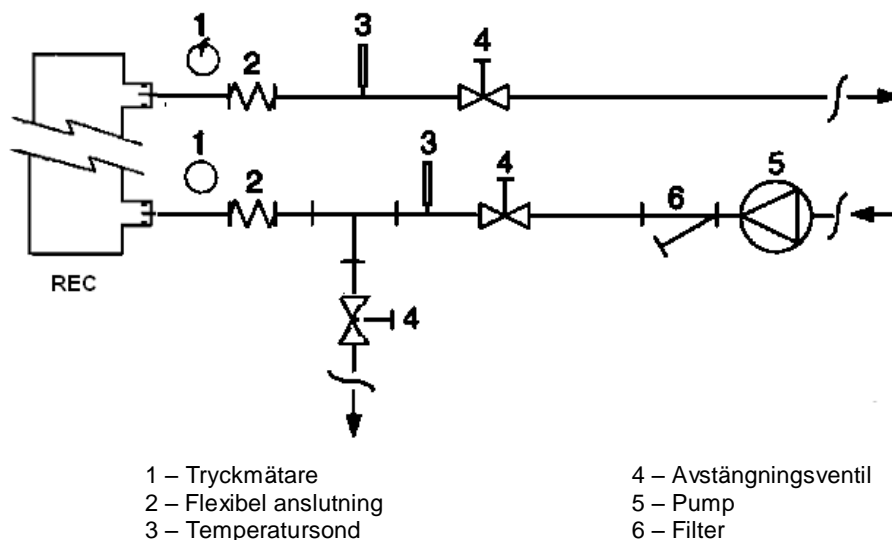 1
2
3
4
1
2
3
4
6
5
REC
4
1 – Tryckmätare
2 – Flexibel anslutning
3 – Temperatursond
4 – Avstängningsventil
5 – Pump
6 – Filter